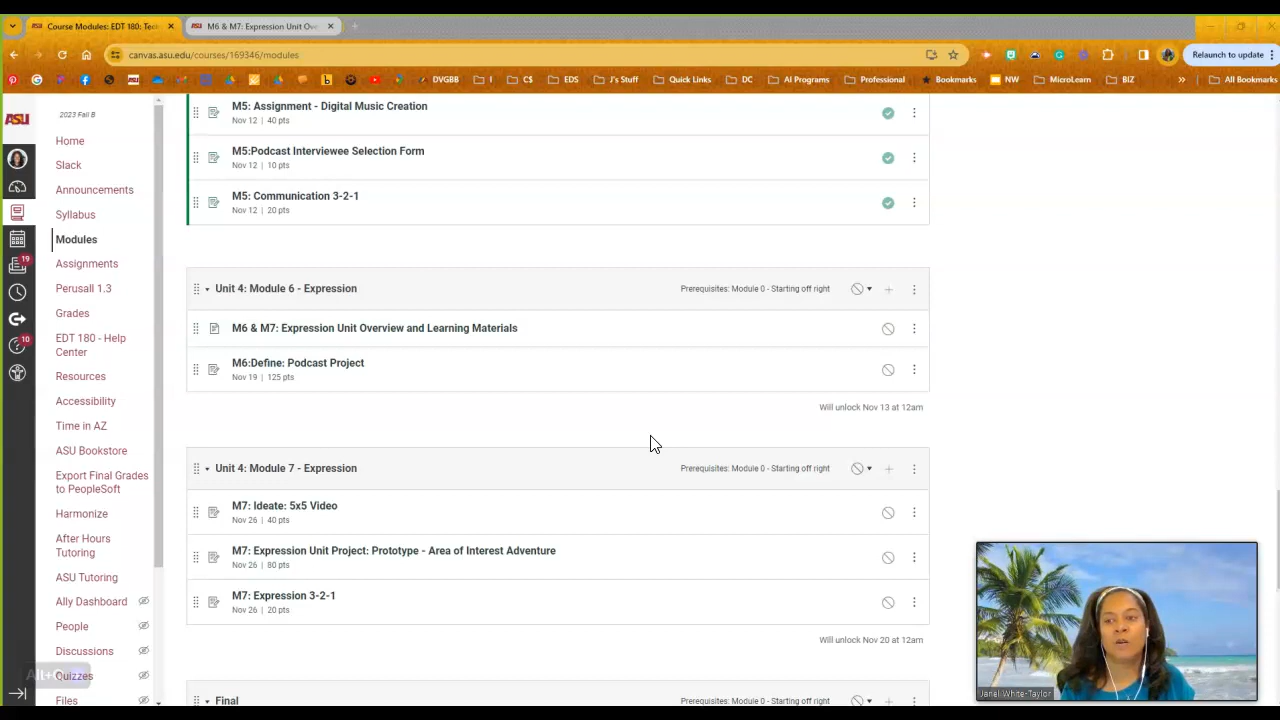 Course Modules: EDT 180: Tech
M6 & M7: Expression Unit Ov
canvas.asu.edu/courses/169346/modules
Relaunch to update
DVGBB
I
C$
EDS
J's Stuff
Quick Links
DC
AI Programs
Professional
Bookmarks
NW
MicroLearn
BIZ
»
All Bookmarks
ASU
2023 Fall B
Home
Slack
Announcements
Syllabus
Modules
Assignments
19
Perusall 1.3
Grades
EDT 180 - Help
Center
10
Resources
Accessibility
Time in AZ
ASU Bookstore
Export Final Grades
to PeopleSoft
Harmonize
After Hours
Tutoring
ASU Tutoring
Ally Dashboard
People
Discussions
Quizzes
Files
M5: Assignment - Digital Music Creation
Nov 12 | 40 pts
M5:Podcast Interviewee Selection Form
Nov 12 | 10 pts
M5: Communication 3-2-1
Nov 12 | 20 pts
Unit 4: Module 6 - Expression
Prerequisites: Module 0 - Starting off right
M6 & M7: Expression Unit Overview and Learning Materials
M6:Define: Podcast Project
Nov 19 | 125 pts
Will unlock Nov 13 at 12am
Unit 4: Module 7 - Expression
Prerequisites: Module 0 - Starting off right
M7: Ideate: 5x5 Video
Nov 26 | 40 pts
M7: Expression Unit Project: Prototype - Area of Interest Adventure
Nov 26 | 80 pts
M7: Expression 3-2-1
Nov 26 | 20 pts
Will unlock Nov 20 at 12am
Final
Prerequisites: Module 0 - Starting off right
Janel White-Taylor